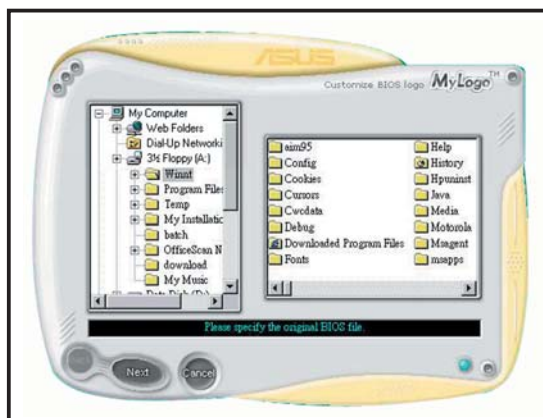 ASUS
Customize BIOS logo MyLogo™
My Computer
Web Folders
Dial-Up Networki
3½ Floppy (A:)
Winnt
Program Files
Temp
My Installatic
batch
OfficeScan N
download
My Music
aim95
Config
Cookies
Cursors
Cwcdata
Debug
Downloaded Program Files
Fonts
Help
History
Hpuninst
Java
Media
Motorola
Msagent
msapps
Please specify the original BIOS file.
Next
Cancel